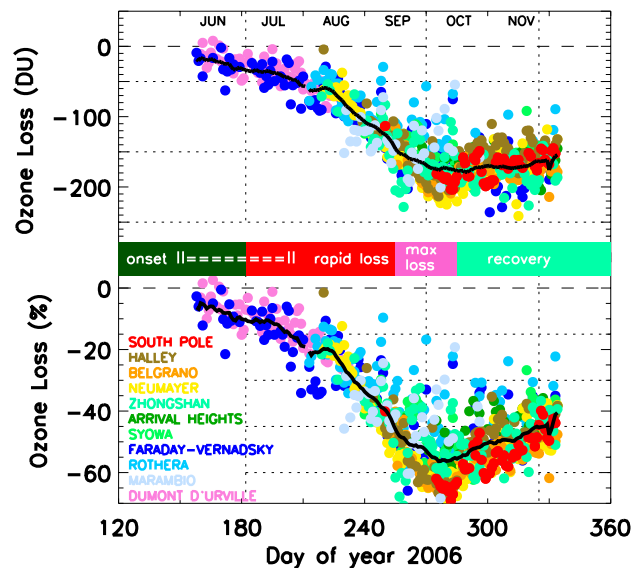 JUN JUL AUG SEP OCT NOV
Ozone Loss (DU)
0
-100
-200
onset II========II rapid loss max loss recovery
Ozone Loss (%)
0
-20
-40
-60
SOUTH POLE
HALLEY
BELGRANO
NEUMAYER
ZHONGSHAN
ARRIVAL HEIGHTS
SYOWA
FARADAY-VERNADSKY
ROTHERA
MARAMBIO
DUMONT D'URVILLE
120 180 240 300 360
Day of year 2006